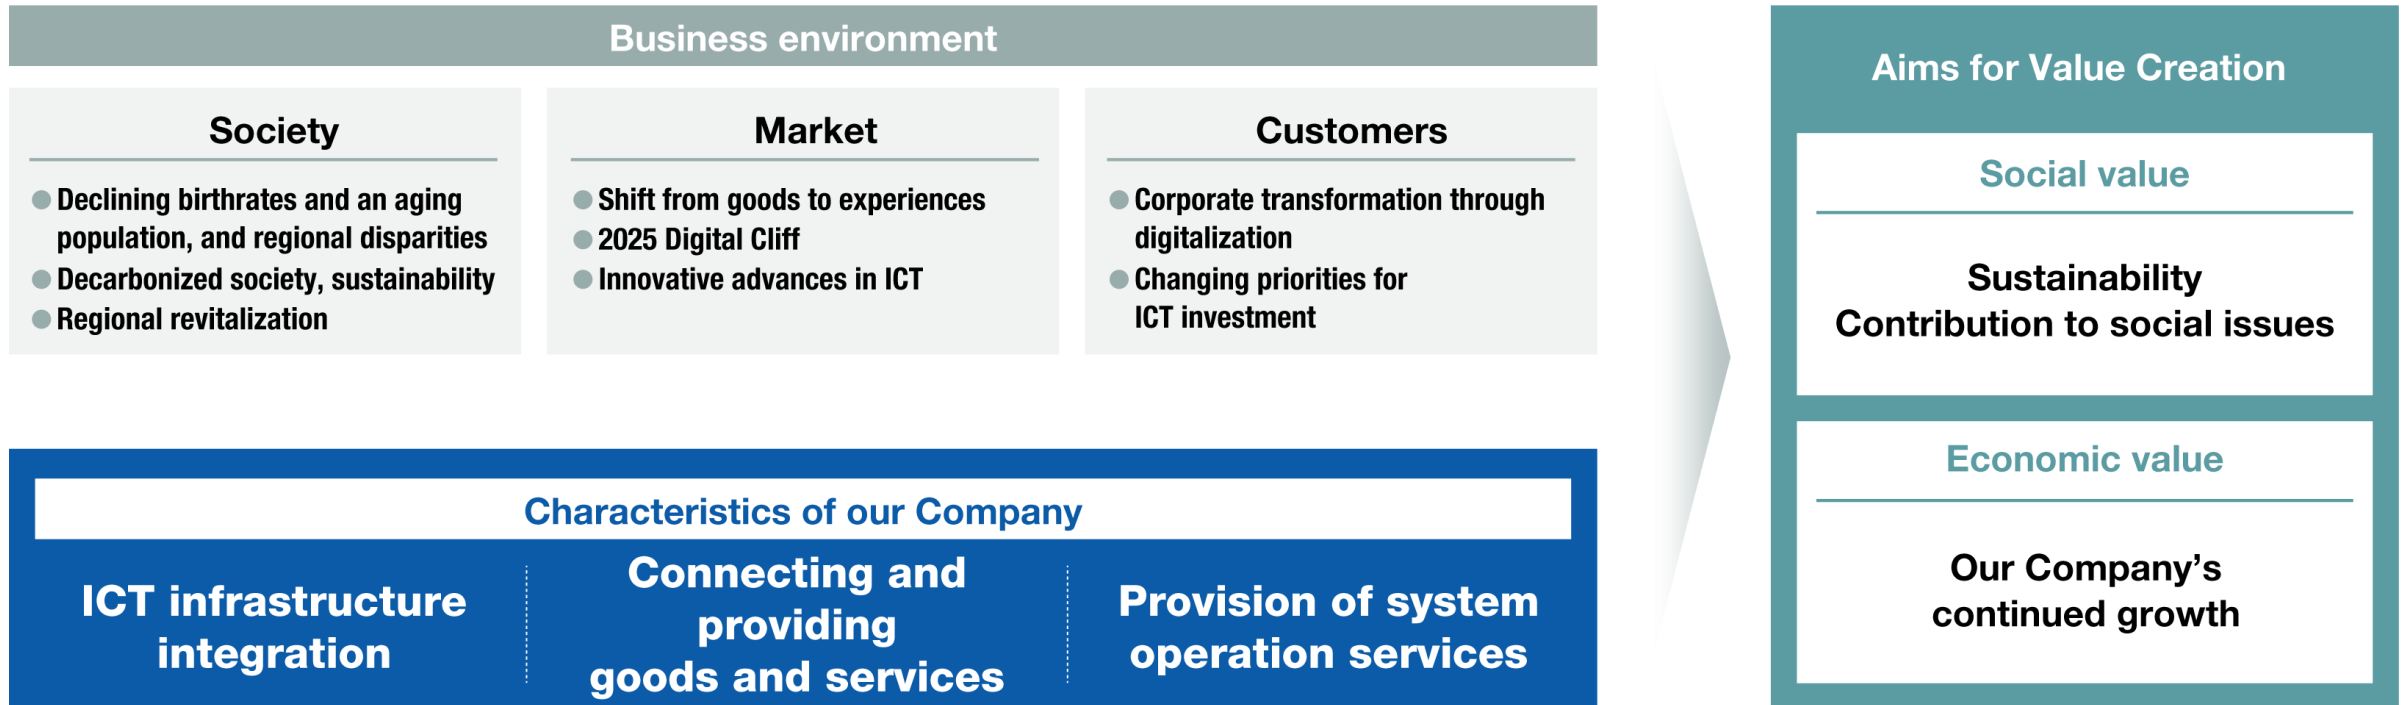 Business environment
Society
● Declining birthrates and an aging
population, and regional disparities
● Decarbonized society, sustainability
● Regional revitalization
Market
● Shift from goods to experiences
● 2025 Digital Cliff
● Innovative advances in ICT
Customers
● Corporate transformation through
digitalization
● Changing priorities for
ICT investment
Characteristics of our Company
ICT infrastructure
integration
Connecting and
providing
goods and services
Provision of system
operation services
Aims for Value Creation
Social value
Sustainability
Contribution to social issues
Economic value
Our Company’s
continued growth